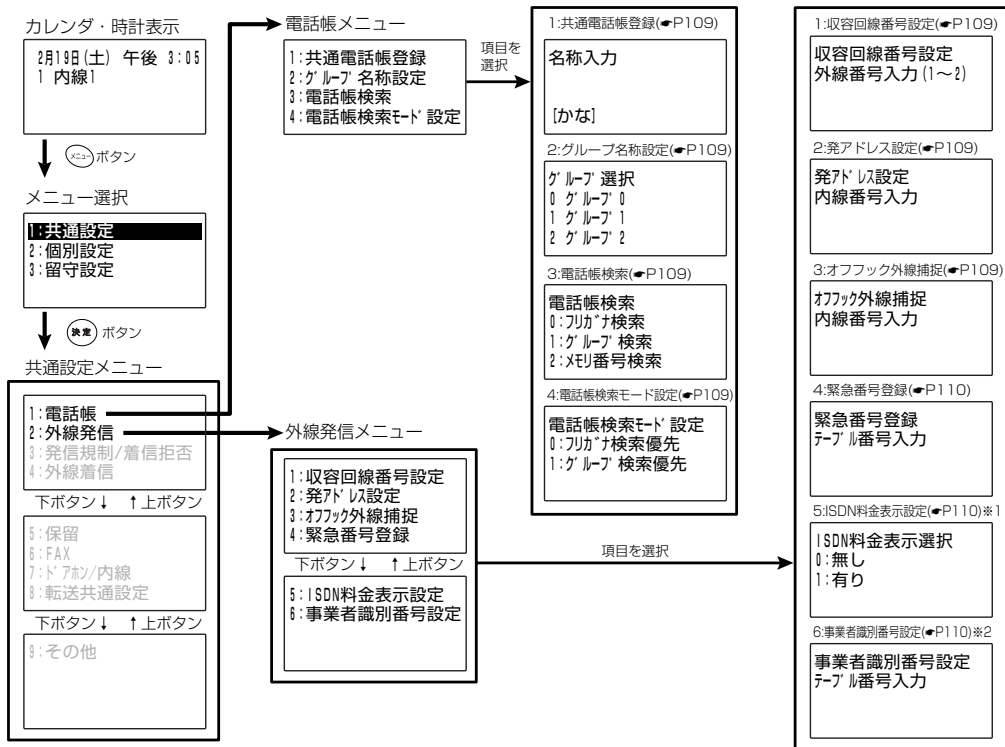 カレンダ・時計表示
2月19日(土) 午後 3:05
1 内線1
メニュー ボタン
メニュー選択
1:共通設定
2:個別設定
3:留守設定
決定 ボタン
共通設定メニュー
1:電話帳
2:外線発信
3:発信規制/着信拒否
4:外線着信
下ボタン↓ ↑上ボタン
5:保留
6:FAX
7:ドアホン/内線
8:転送共通設定
下ボタン↓ ↑上ボタン
9:その他
電話帳メニュー
1:共通電話帳登録
2:グループ名称設定
3:電話帳検索
4:電話帳検索モード設定
項目を
選択
外線発信メニュー
1:収容回線番号設定
2:発アドレス設定
3:オフフック外線捕捉
4:緊急番号登録
下ボタン↓ ↑上ボタン
5:ISDN料金表示設定
6:事業者識別番号設定
項目を選択
1:共通電話帳登録(☛P109)
名称入力
[かな]
2:グループ名称設定(☛P109)
グループ選択
0 グループ0
1 グループ1
2 グループ2
3:電話帳検索(☛P109)
電話帳検索
0:フリガナ検索
1:グループ検索
2:メモリ番号検索
4:電話帳検索モード設定(☛P109)
電話帳検索モード設定
0:フリガナ検索優先
1:グループ検索優先
1:収容回線番号設定(☛P109)
収容回線番号設定
外線番号入力(1～2)
2:発アドレス設定(☛P109)
発アドレス設定
内線番号入力
3:オフフック外線捕捉(☛P109)
オフフック外線捕捉
内線番号入力
4:緊急番号登録(☛P110)
緊急番号登録
テーブル番号入力
5:ISDN料金表示設定(☛P110)※1
ISDN料金表示選択
0:無し
1:有り
6:事業者識別番号設定(☛P110)※2
事業者識別番号設定
テーブル番号入力